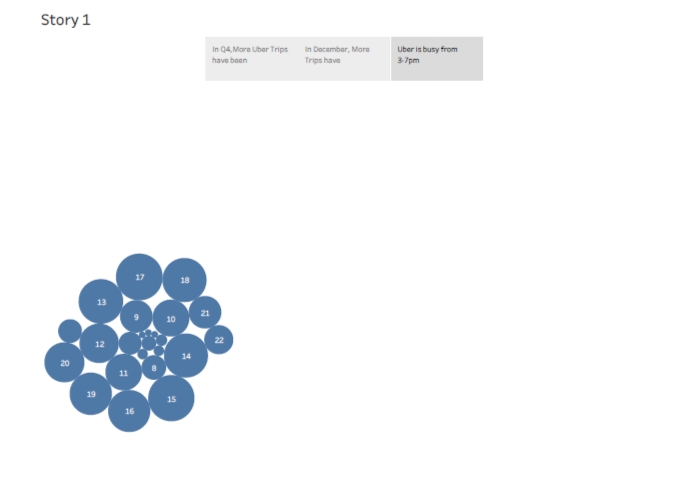 Story 1
In Q4,More Uber Trips
have been
In December, More
Trips have
Uber is busy from
3-7pm
17
18
13
9
10
21
12
22
14
20
11
8
19
15
16